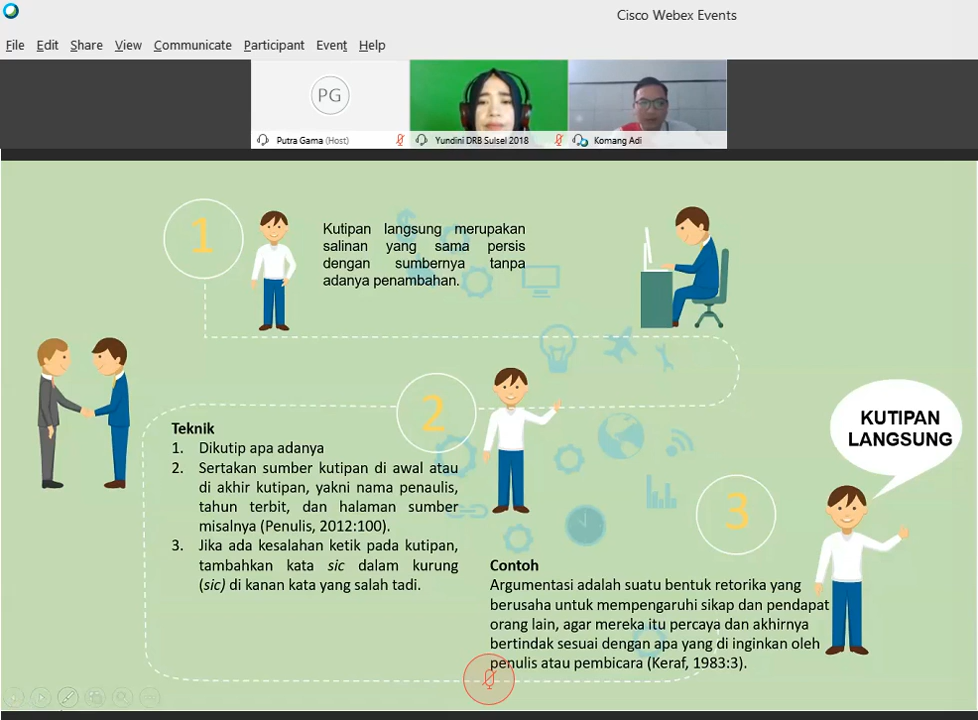 Cisco Webex Events
File Edit Share View Communicate Participant Event Help
PG
Putra Gama (Host)
Yundini DRB Sulsel 2018
Komang Adi
1
Kutipan langsung merupakan
salinan yang sama persis
dengan sumbernya tanpa
adanya penambahan.
2
Teknik
1. Dikutip apa adanya
2. Sertakan sumber kutipan di awal atau
di akhir kutipan, yakni nama penaulis,
tahun terbit, dan halaman sumber
misalnya (Penulis, 2012:100).
3. Jika ada kesalahan ketik pada kutipan,
tambahkan kata sic dalam kurung
(sic) di kanan kata yang salah tadi.
KUTIPAN
LANGSUNG
3
Contoh
Argumentasi adalah suatu bentuk retorika yang
berusaha untuk mempengaruhi sikap dan pendapat
orang lain, agar mereka itu percaya dan akhirnya
bertindak sesuai dengan apa yang di inginkan oleh
penulis atau pembicara (Keraf, 1983:3).